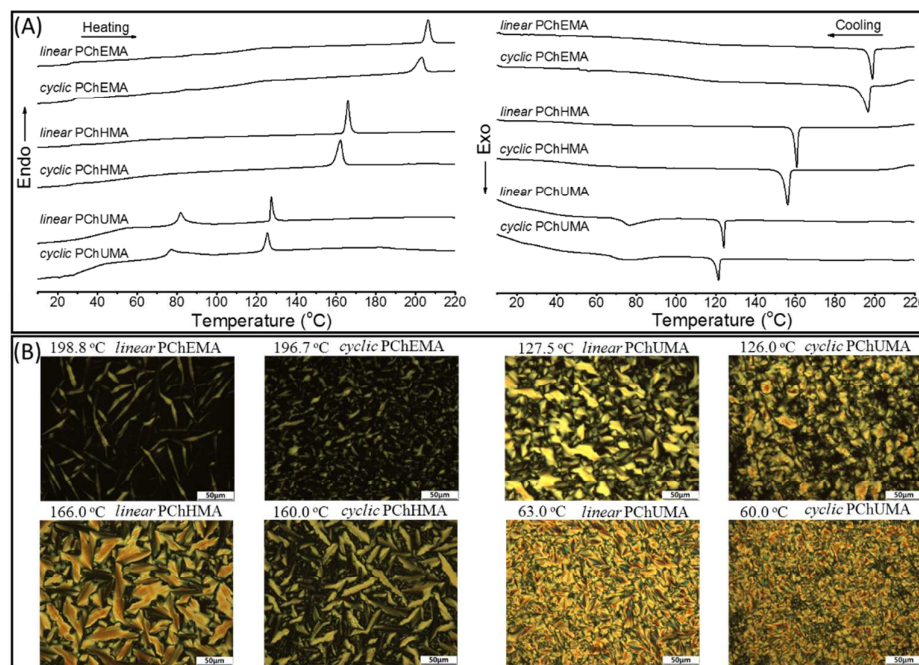 (A)
Heating
linear PChEMA
cyclic PChEMA
linear PChHMA
cyclic PChHMA
linear PChUMA
cyclic PChUMA
Endo
20 40 60 80 100 120 140 160 180 200 220
Temperature (°C)
Cooling
linear PChEMA
cyclic PChEMA
linear PChHMA
cyclic PChHMA
linear PChUMA
cyclic PChUMA
Exo
20 40 60 80 100 120 140 160 180 200 220
Temperature (°C)
(B)
198.8 °C linear PChEMA
196.7 °C cyclic PChEMA
127.5 °C linear PChUMA
126.0 °C cyclic PChUMA
50μm
50μm
50μm
50μm
166.0 °C linear PChHMA
160.0 °C cyclic PChHMA
63.0 °C linear PChUMA
60.0 °C cyclic PChUMA
50μm
50μm
50μm
50μm